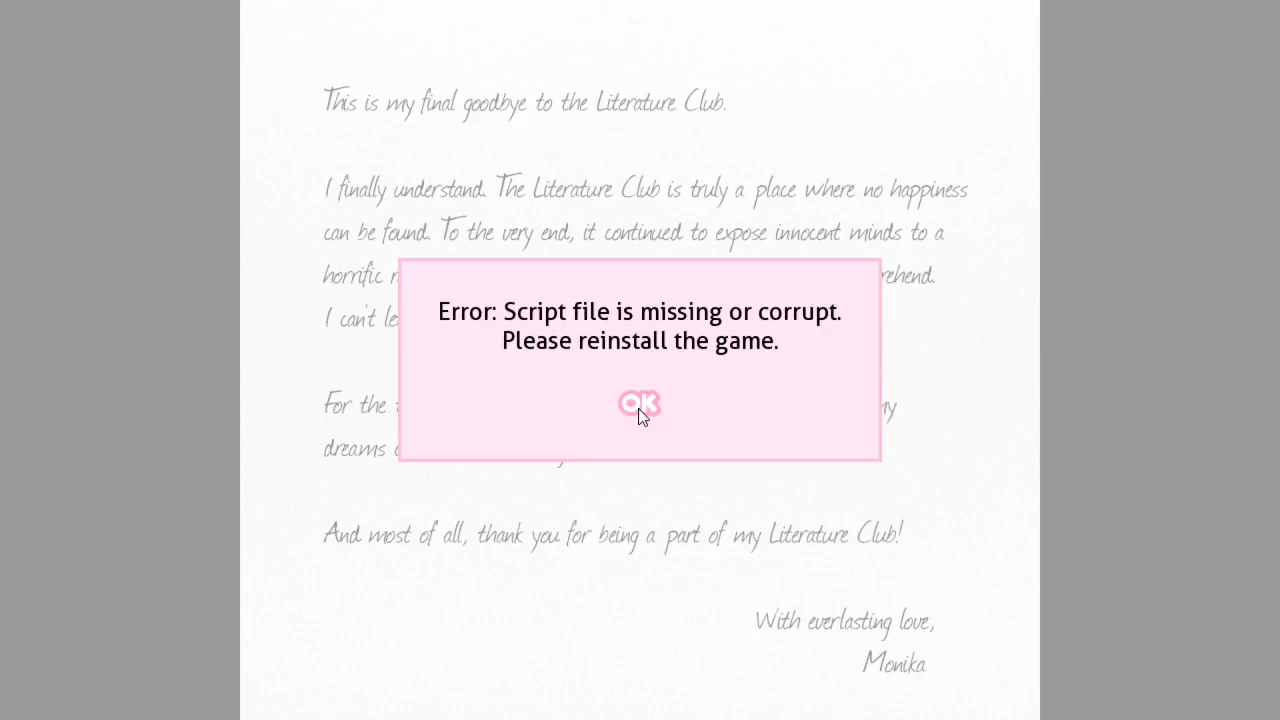 This is my final goodbye to the Literature Club.
I finally understand. The Literature Club is truly a place where no happiness
can be found. To the very end, it continued to expose innocent minds to a
horrific
I can't
Error: Script file is missing or corrupt.
Please reinstall the game.
OK
For the
dreams
And most of all, thank you for being a part of my Literature Club!
With everlasting love,
Monika